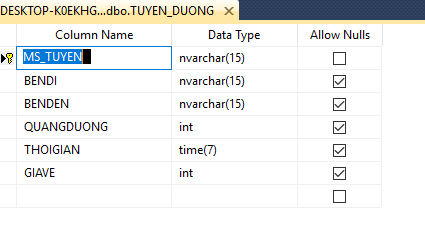 DESKTOP-K0EKHG...dbo.TUYEN_DUONG
Column Name Data Type Allow Nulls
MS_TUYEN nvarchar(15)
BENDI nvarchar(15)
BENDEN nvarchar(15)
QUANGDUONG int
THOIGIAN time(7)
GIAVE int